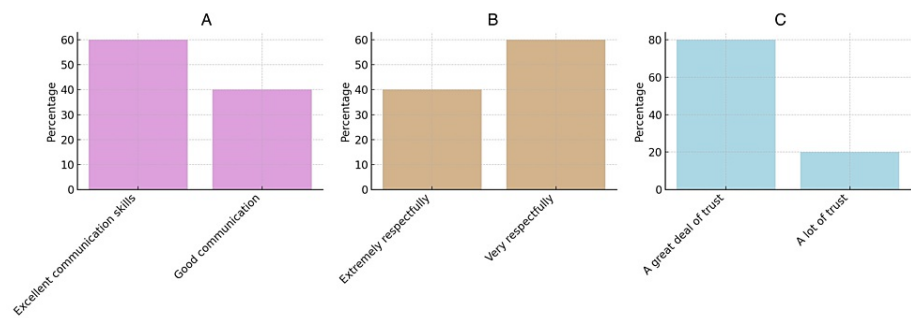 A
Percentage
60
50
40
30
20
10
0
Excellent communication skills
Good communication
B
Percentage
60
50
40
30
20
10
0
Extremely respectfully
Very respectfully
C
Percentage
80
60
40
20
0
A great deal of trust
A lot of trust